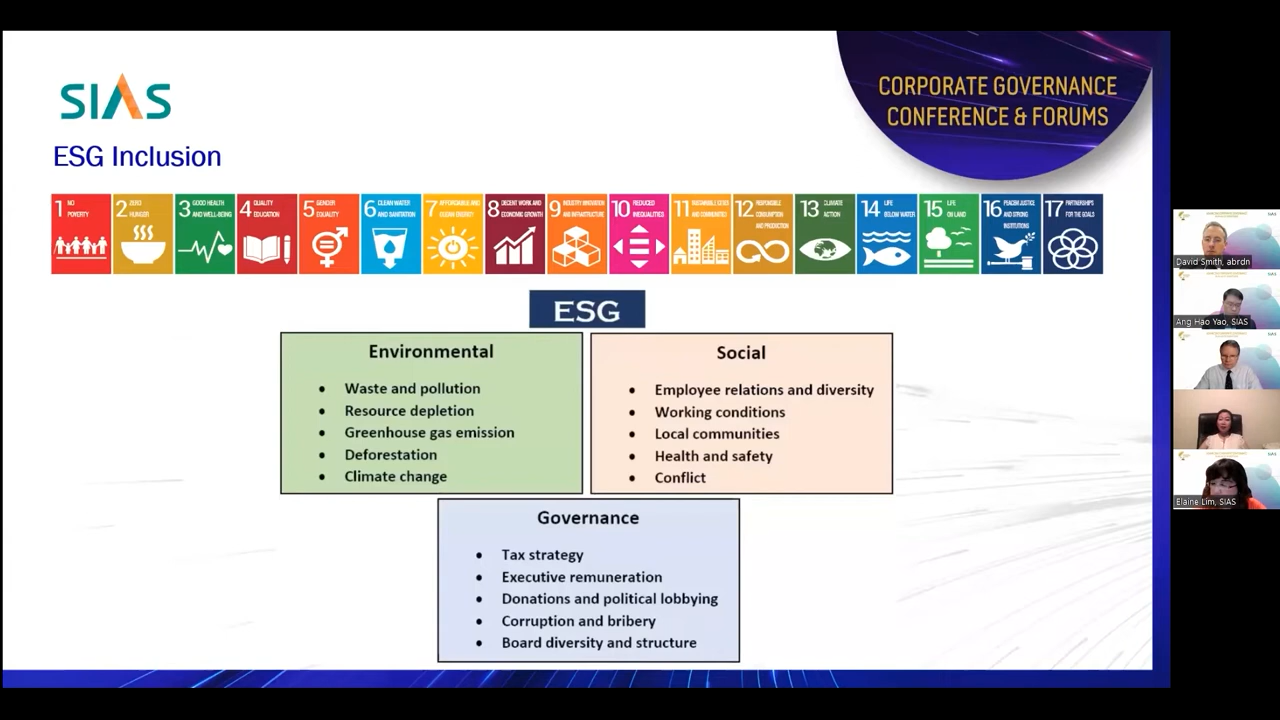 SIAS
CORPORATE GOVERNANCE
CONFERENCE & FORUMS
ESG Inclusion
1 NO
POVERTY
2 ZERO
HUNGER
3 GOOD HEALTH
AND WELL-BEING
4 QUALITY
EDUCATION
5 GENDER
EQUALITY
6 CLEAN WATER
AND SANITATION
7 AFFORDABLE AND
CLEAN ENERGY
8 DECENT WORK AND
ECONOMIC GROWTH
9 INDUSTRY INNOVATION
AND INFRASTRUCTURE
10 REDUCED
INEQUALITIES
11 SUSTAINABLE CITIES
AND COMMUNITIES
12 RESPONSIBLE
CONSUMPTION
AND PRODUCTION
13 CLIMATE
ACTION
14 LIFE
BELOW WATER
15 LIFE
ON LAND
16 PEACE JUSTICE
AND STRONG
INSTITUTIONS
17 PARTNERSHIPS
FOR THE GOALS
ESG
Environmental
• Waste and pollution
• Resource depletion
• Greenhouse gas emission
• Deforestation
• Climate change
Social
• Employee relations and diversity
• Working conditions
• Local communities
• Health and safety
• Conflict
Governance
• Tax strategy
• Executive remuneration
• Donations and political lobbying
• Corruption and bribery
• Board diversity and structure
David Smith, abrdn
Ang Hao Yao, SIAS
Elaine Lim, SIAS